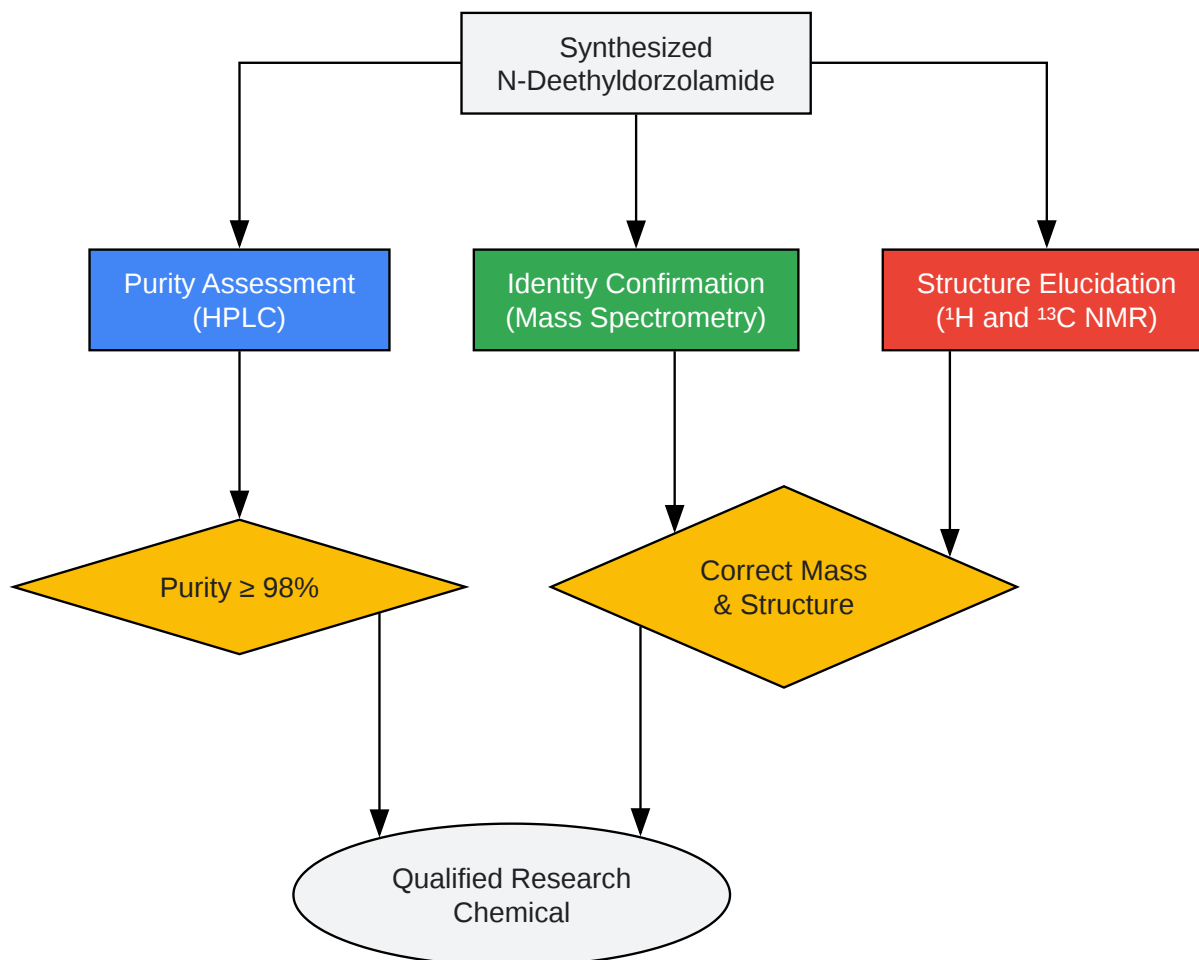 Synthesized
N-Deethyldorzolamide
Purity Assessment
(HPLC)
Identity Confirmation
(Mass Spectrometry)
Structure Elucidation
(¹H and ¹³C NMR)
Purity ≥ 98%
Correct Mass
& Structure
Qualified Research
Chemical